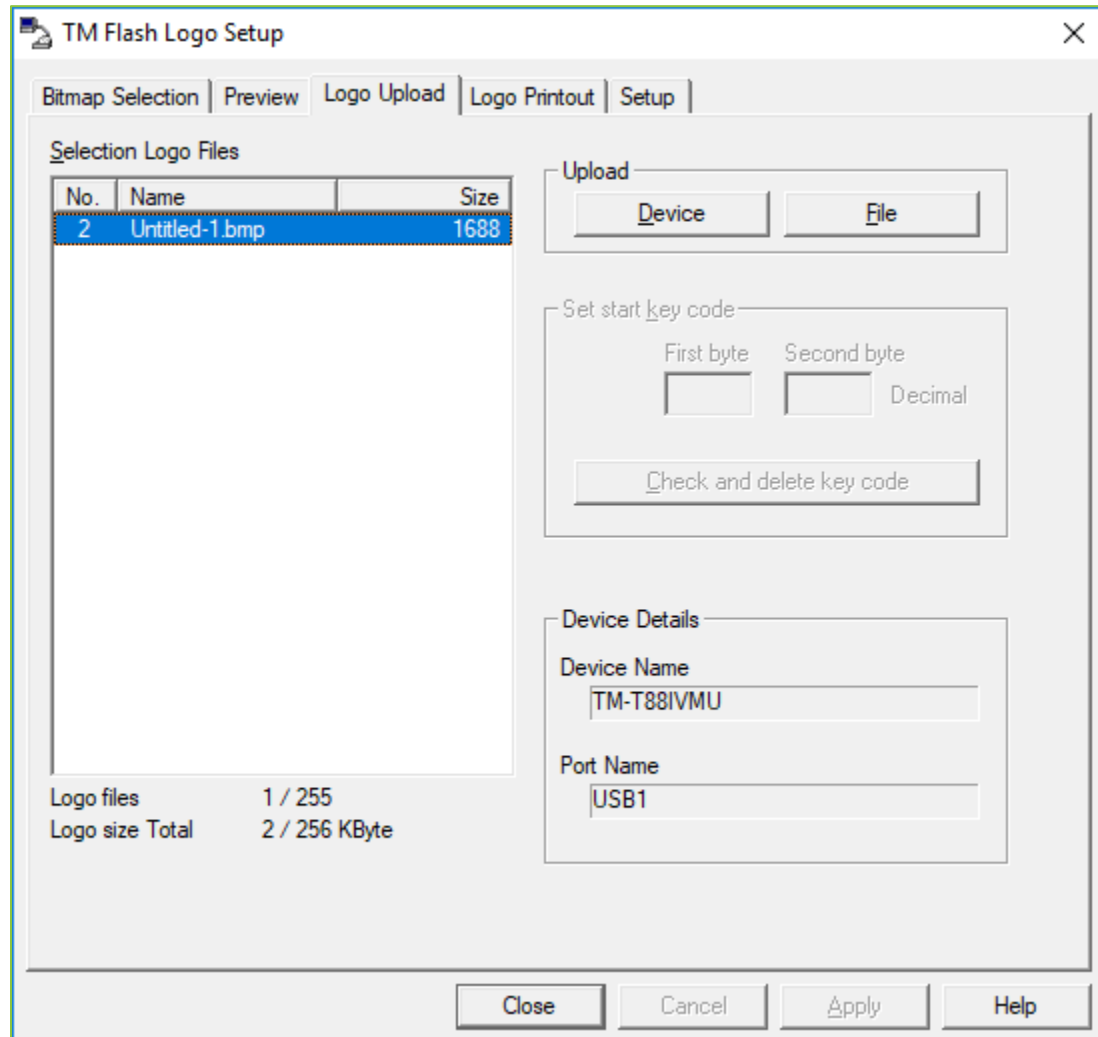 TM Flash Logo Setup
Bitmap Selection Preview Logo Upload Logo Printout Setup
Selection Logo Files
No. Name Size
2 Untitled-1.bmp 1688
Logo files 1 / 255
Logo size Total 2 / 256 KByte
Upload
Device File
Set start key code
First byte Second byte
Decimal
Check and delete key code
Device Details
Device Name
TM-T88IVMU
Port Name
USB1
Close Cancel Apply Help